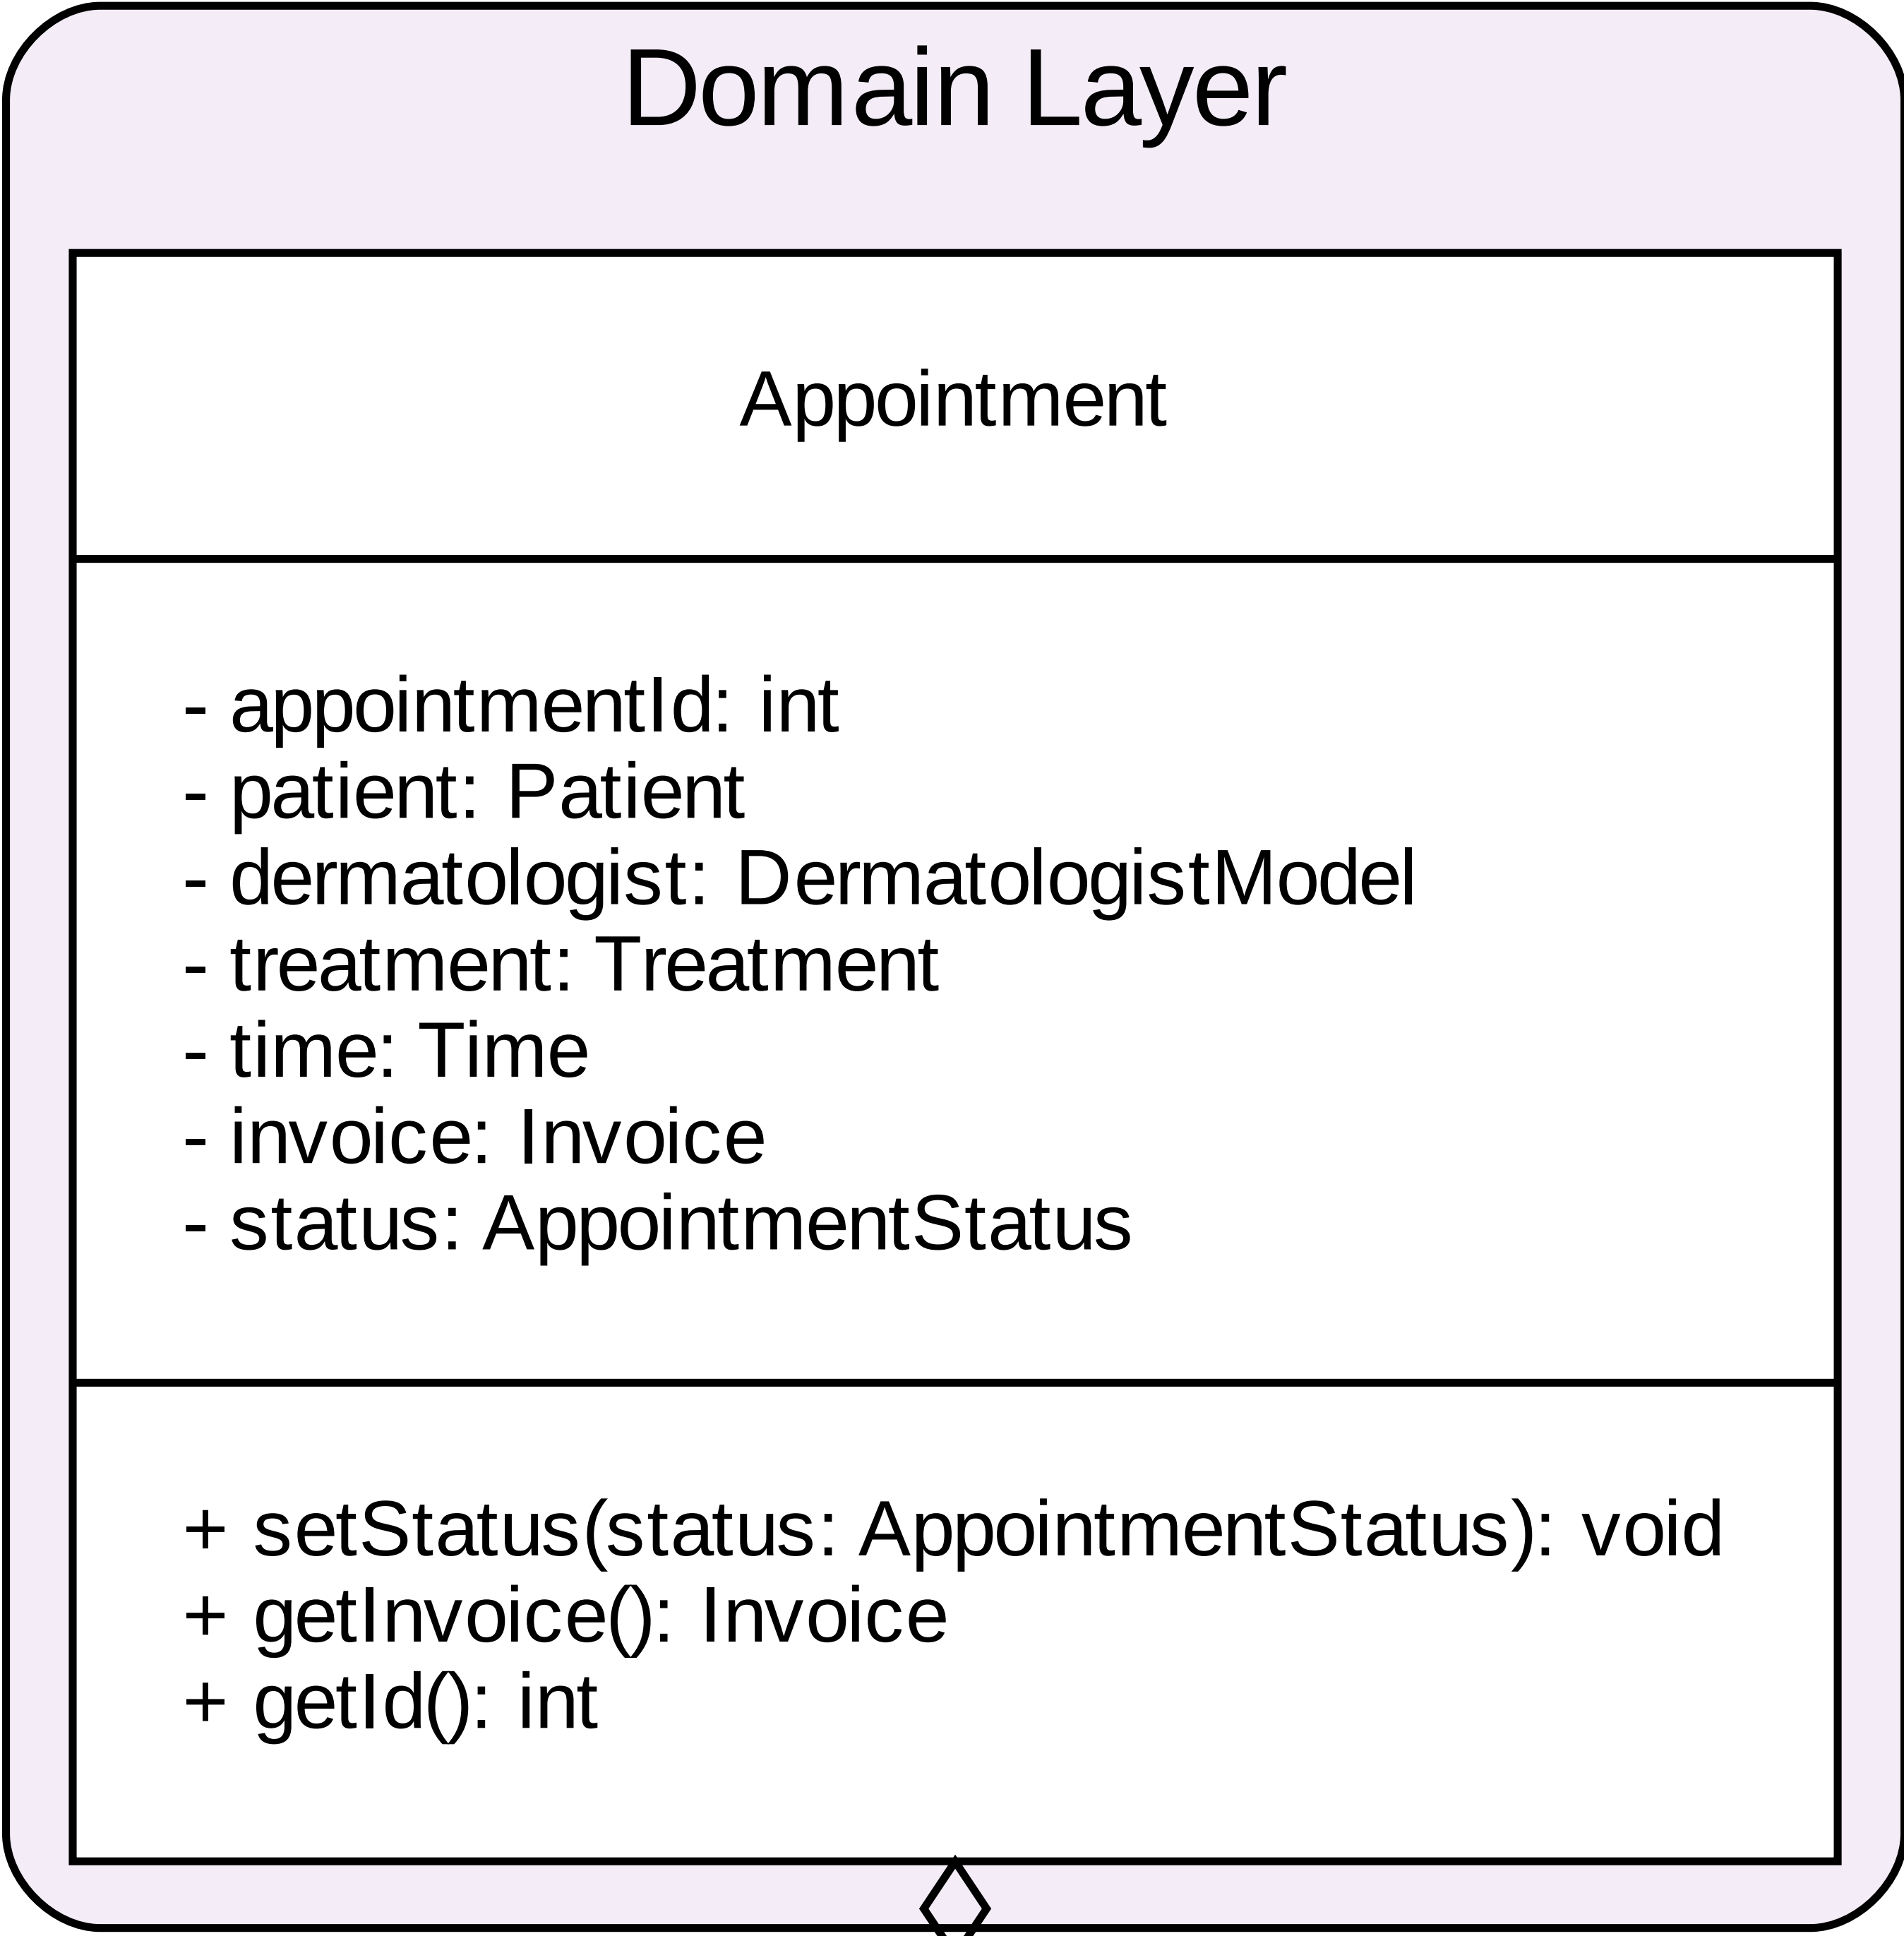 Domain Layer
Appointment
- appointmentId: int
- patient: Patient
- dermatologist: DermatologistModel
- treatment: Treatment
- time: Time
- invoice: Invoice
- status: AppointmentStatus
+ setStatus(status: AppointmentStatus): void
+ getInvoice(): Invoice
+ getId(): int